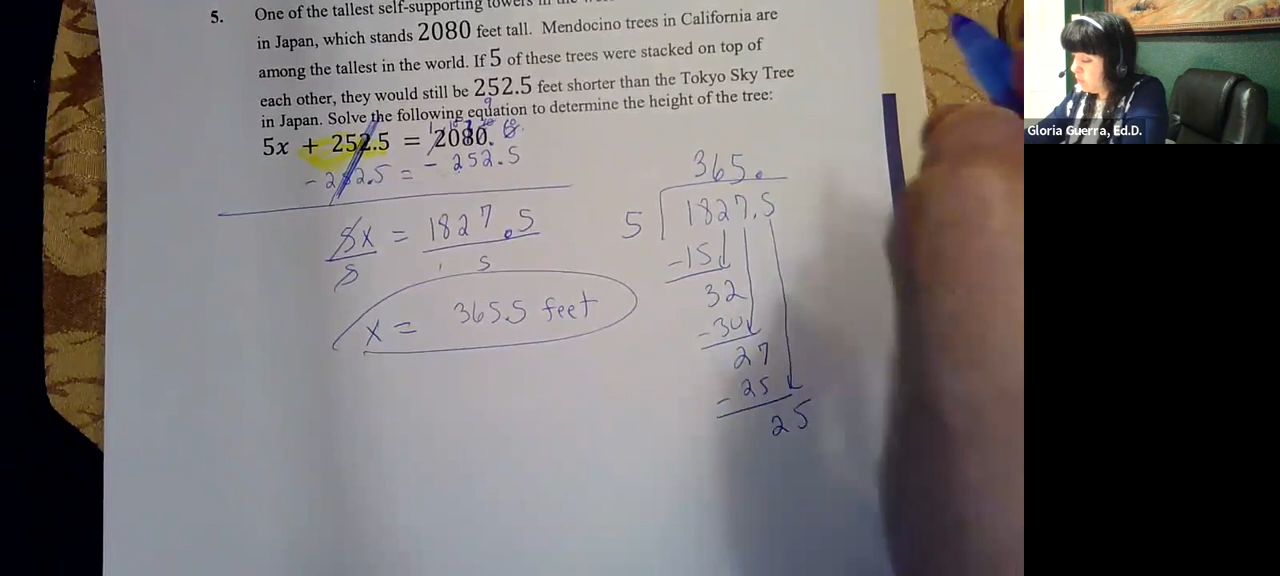 5. One of the tallest self-supporting towers in the
in Japan, which stands 2080 feet tall. Mendocino trees in California are
among the tallest in the world. If 5 of these trees were stacked on top of
each other, they would still be 252.5 feet shorter than the Tokyo Sky Tree
in Japan. Solve the following equation to determine the height of the tree:
5x + 252.5 = 2080.
- 252.5 = - 252.5
5x = 1827.5
5 5
x = 365.5 feet
365.
5 1827.5
-15
32
-30
27
- 25
25
Gloria Guerra, Ed.D.